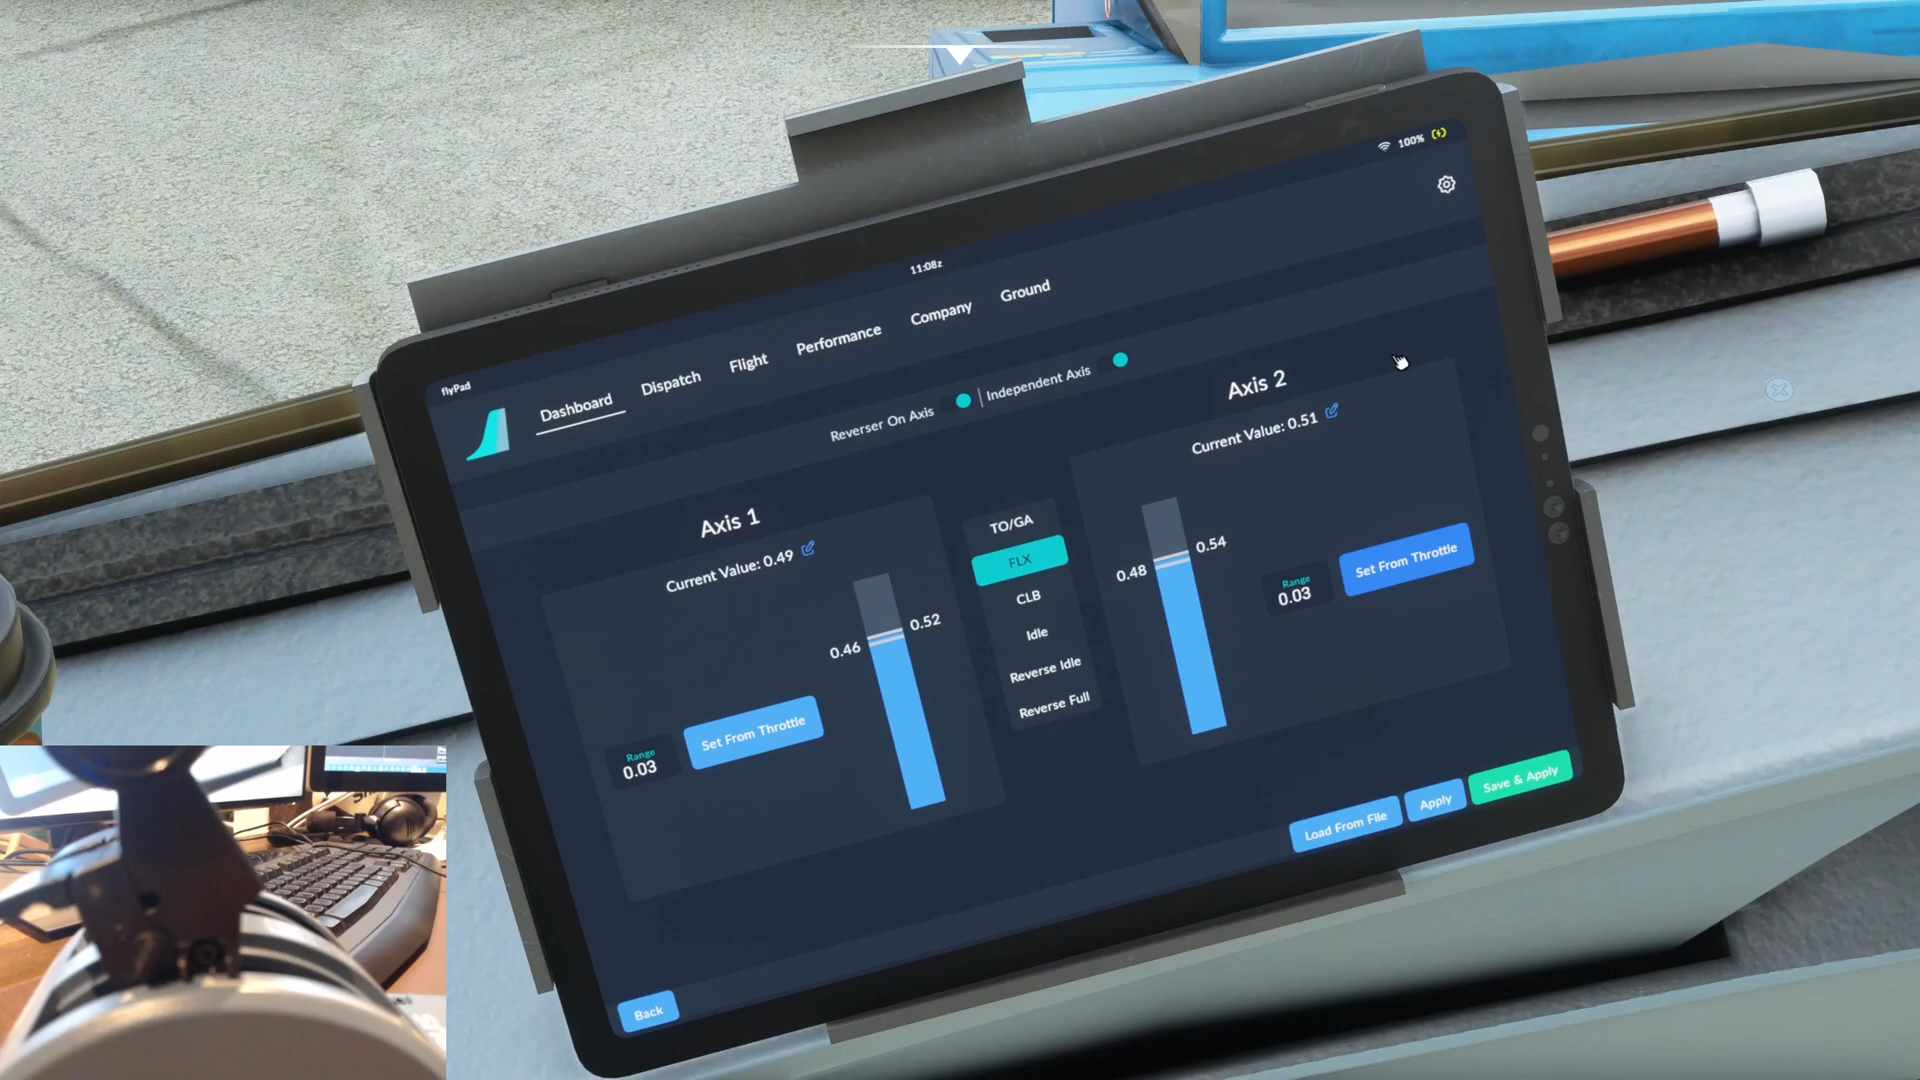 flyPad
11:08z
100%
Dashboard
Dispatch
Flight
Performance
Company
Ground
Reverser On Axis
Independent Axis
Axis 1
Current Value: 0.49
0.46
0.52
Range
0.03
Set From Throttle
TO/GA
FLX
CLB
Idle
Reverse Idle
Reverse Full
Axis 2
Current Value: 0.51
0.48
0.54
Range
0.03
Set From Throttle
Back
Load From File
Apply
Save & Apply